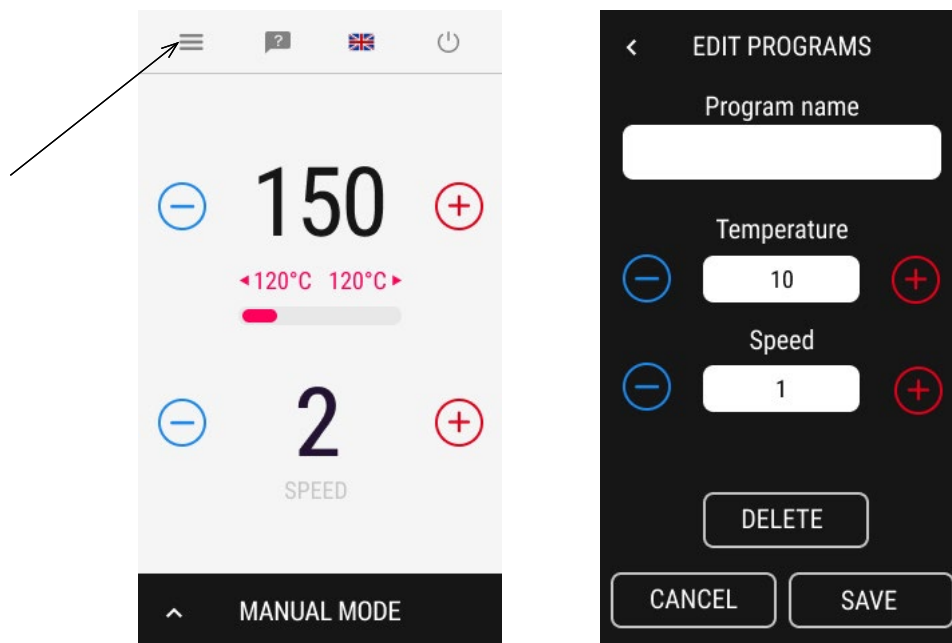 ?
150
120°C 120°C
2
SPEED
MANUAL MODE
EDIT PROGRAMS
Program name
Temperature
10
Speed
1
DELETE
CANCEL SAVE